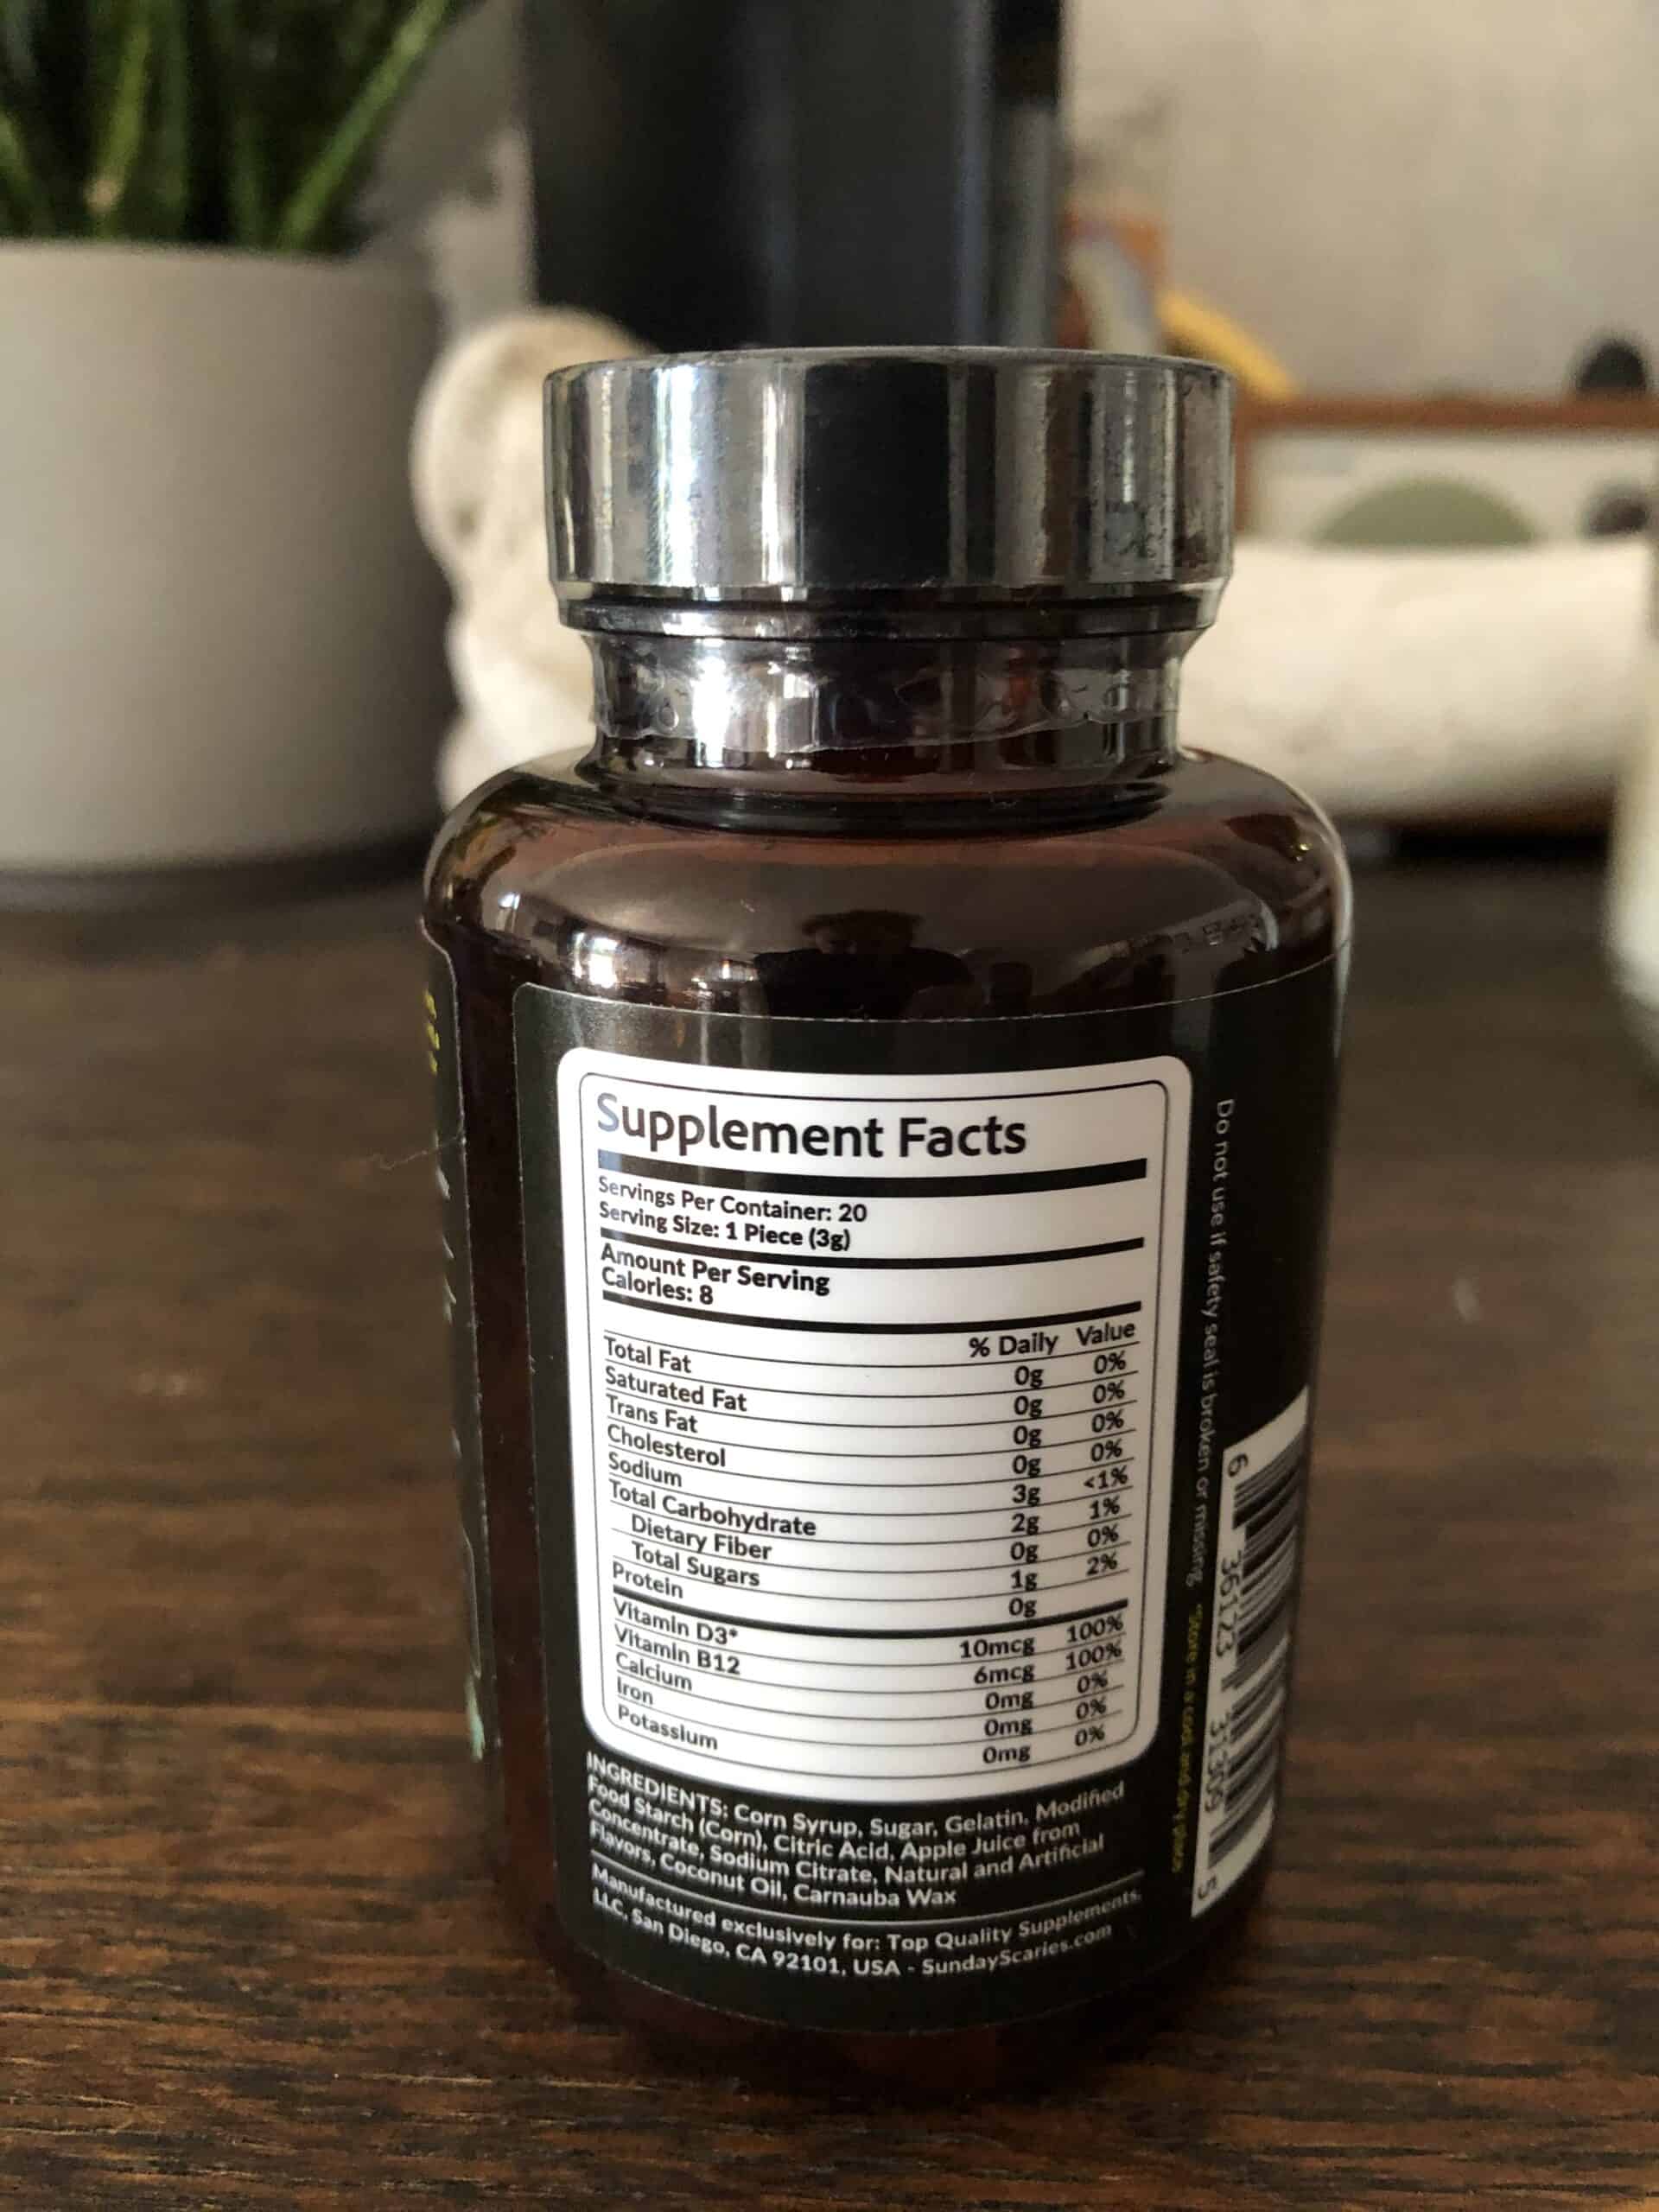 Supplement Facts
Servings Per Container: 20
Serving Size: 1 Piece (3g)
Amount Per Serving
Calories: 8
% Daily Value
Total Fat 0g 0%
Saturated Fat 0g 0%
Trans Fat 0g 0%
Cholesterol 0g 0%
Sodium 3g <1%
Total Carbohydrate 2g 1%
Dietary Fiber 0g 0%
Total Sugars 1g 2%
Protein 0g
Vitamin D3* 10mcg 100%
Vitamin B12 6mcg 100%
Calcium 0mg 0%
Iron 0mg 0%
Potassium 0mg 0%
INGREDIENTS: Corn Syrup, Sugar, Gelatin, Modified
Food Starch (Corn), Citric Acid, Apple Juice from
Concentrate, Sodium Citrate, Natural and Artificial
Flavors, Coconut Oil, Carnauba Wax
Manufactured exclusively for: Top Quality Supplements,
LLC, San Diego, CA 92101, USA - SundayScaries.com
Do not use if safety seal is broken or missing. *Store in a cool and dry place
6 36123 31309 5